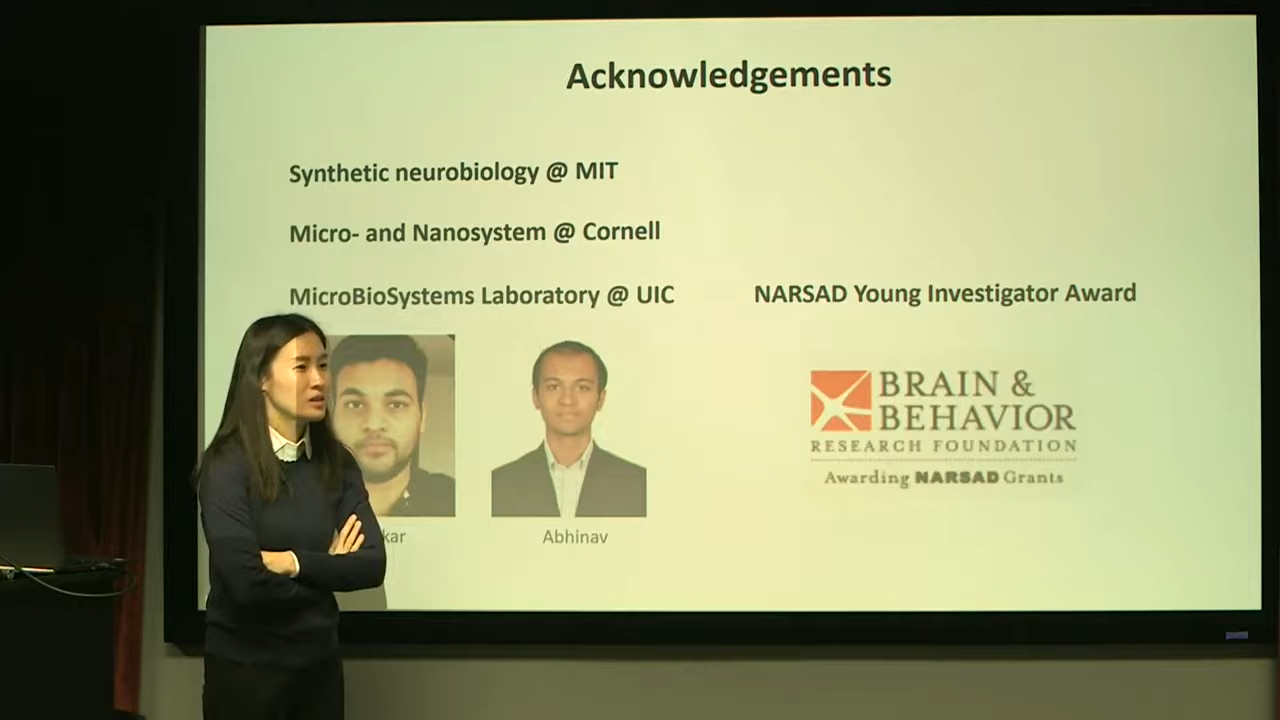 Acknowledgements
Synthetic neurobiology @ MIT
Micro- and Nanosystem @ Cornell
MicroBioSystems Laboratory @ UIC
NARSAD Young Investigator Award
BRAIN &
BEHAVIOR
RESEARCH FOUNDATION
Awarding NARSAD Grants
Abhinav